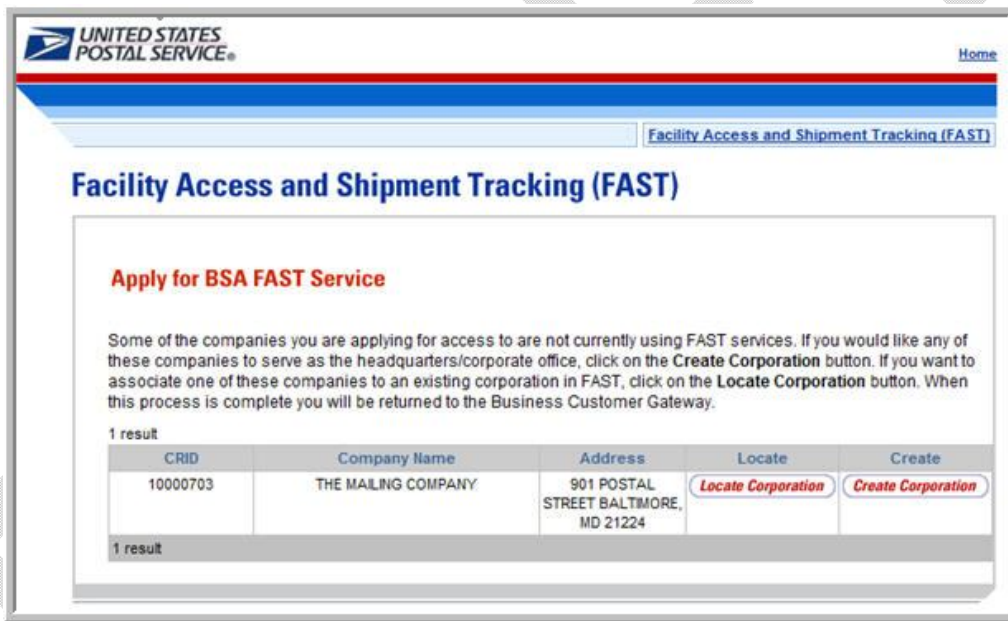 UNITED STATES
POSTAL SERVICE®
Home
Facility Access and Shipment Tracking (FAST)
Facility Access and Shipment Tracking (FAST)
Apply for BSA FAST Service
Some of the companies you are applying for access to are not currently using FAST services. If you would like any of
these companies to serve as the headquarters/corporate office, click on the Create Corporation button. If you want to
associate one of these companies to an existing corporation in FAST, click on the Locate Corporation button. When
this process is complete you will be returned to the Business Customer Gateway.
1 result
CRID Company Name Address Locate Create
10000703 THE MAILING COMPANY 901 POSTAL Locate Corporation Create Corporation
STREET BALTIMORE,
MD 21224
1 result